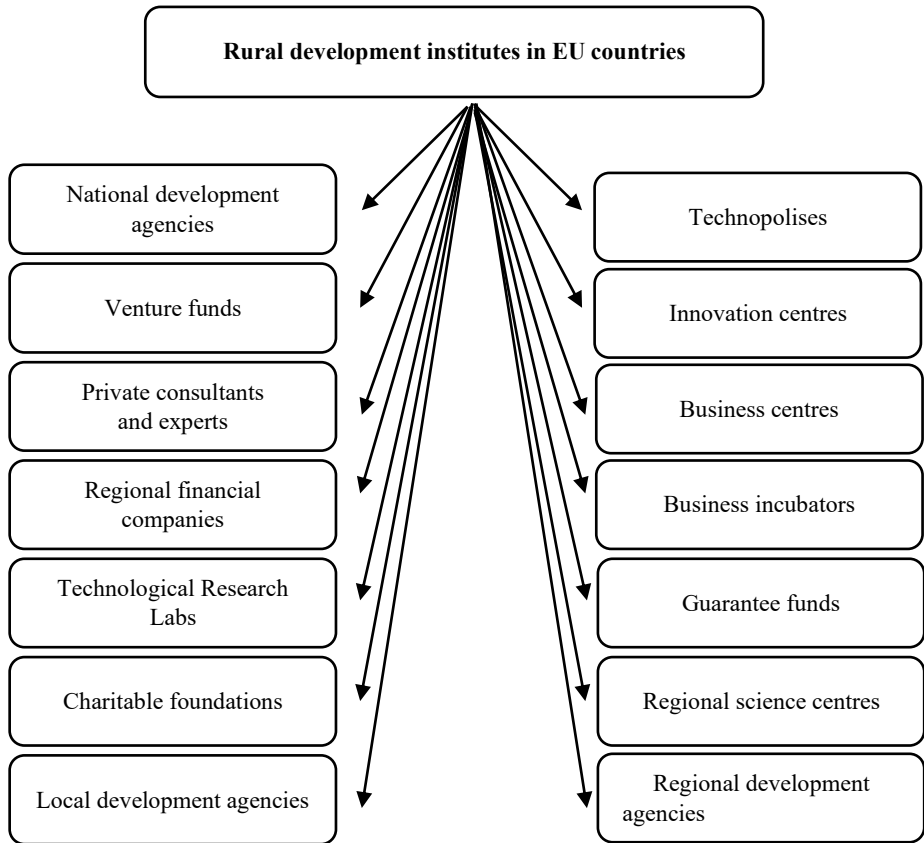 Rural development institutes in EU countries
National development
agencies
Venture funds
Private consultants
and experts
Regional financial
companies
Technological Research
Labs
Charitable foundations
Local development agencies
Technopolises
Innovation centres
Business centres
Business incubators
Guarantee funds
Regional science centres
Regional development
agencies